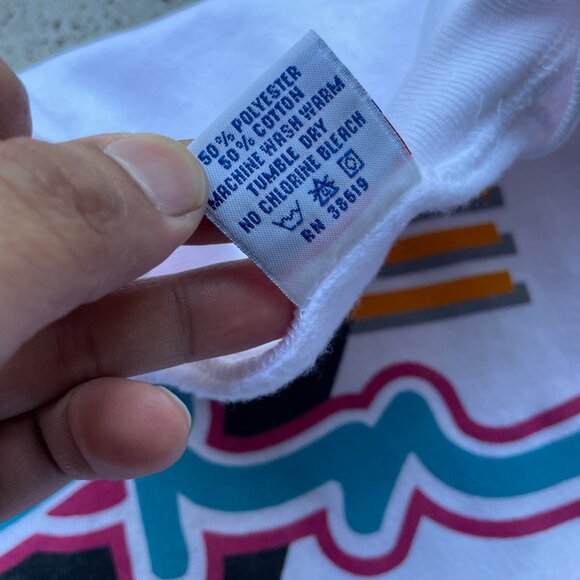 50% POLYESTER
50% COTTON
MACHINE WASH WARM
TUMBLE DRY
NO CHLORINE BLEACH
RN 38619